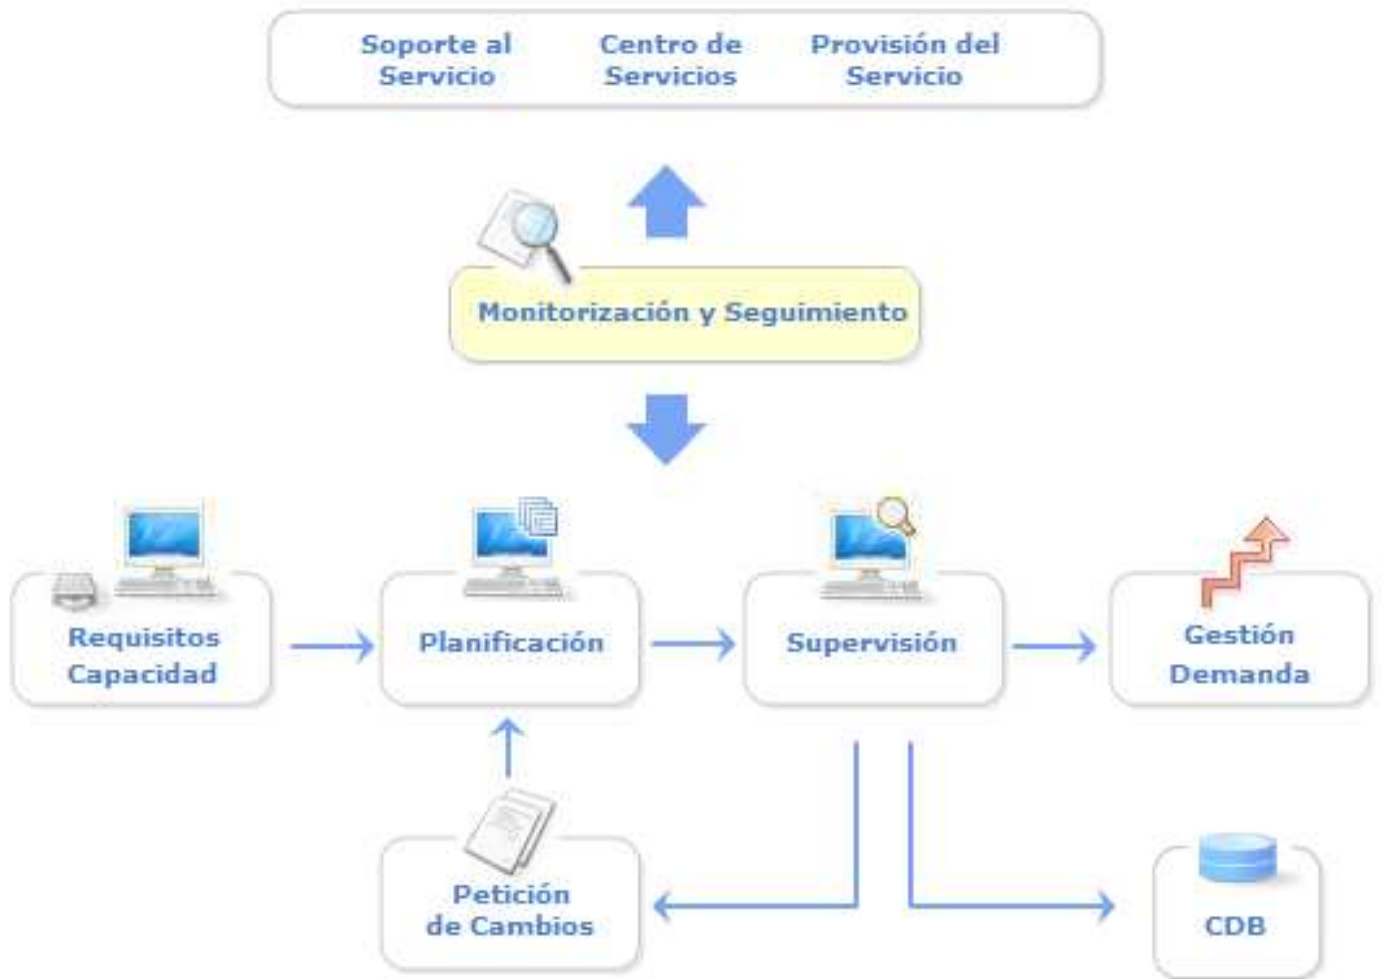 Soporte al
Servicio
Centro de
Servicios
Provisión del
Servicio
Monitorización y Seguimiento
Requisitos
Capacidad
Planificación
Supervisión
Gestión
Demanda
Petición
de Cambios
CDB